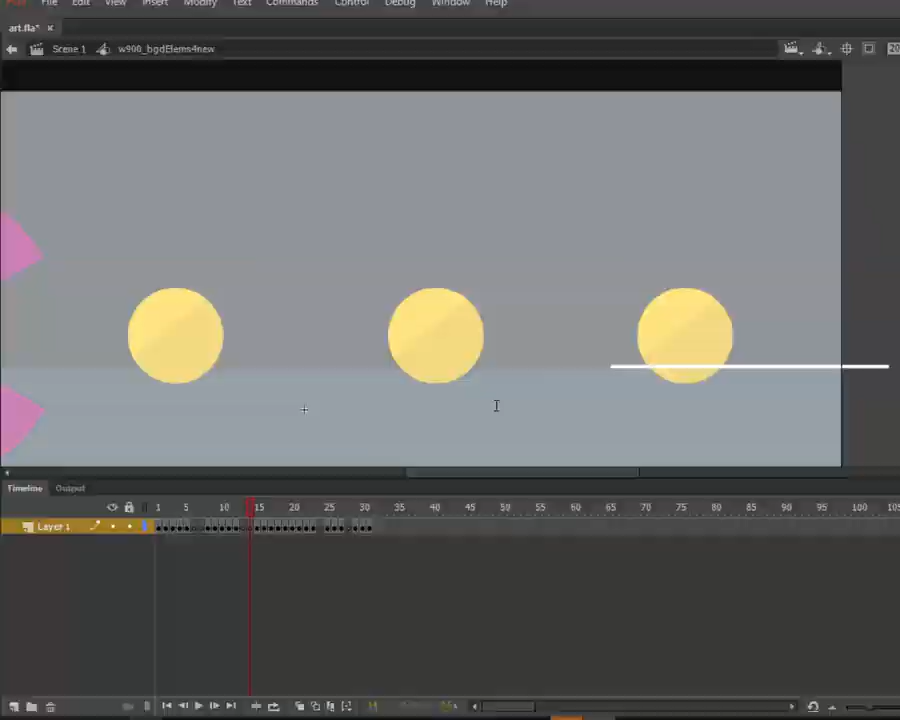 File Edit View Insert Modify Text Commands Control Debug Window Help
art.fla*
Scene 1 w900_bgdElems4new
Timeline Output
1 5 10 15 20 25 30 35 40 45 50 55 60 65 70 75 80 85 90 95 100 105
Layer 1
14